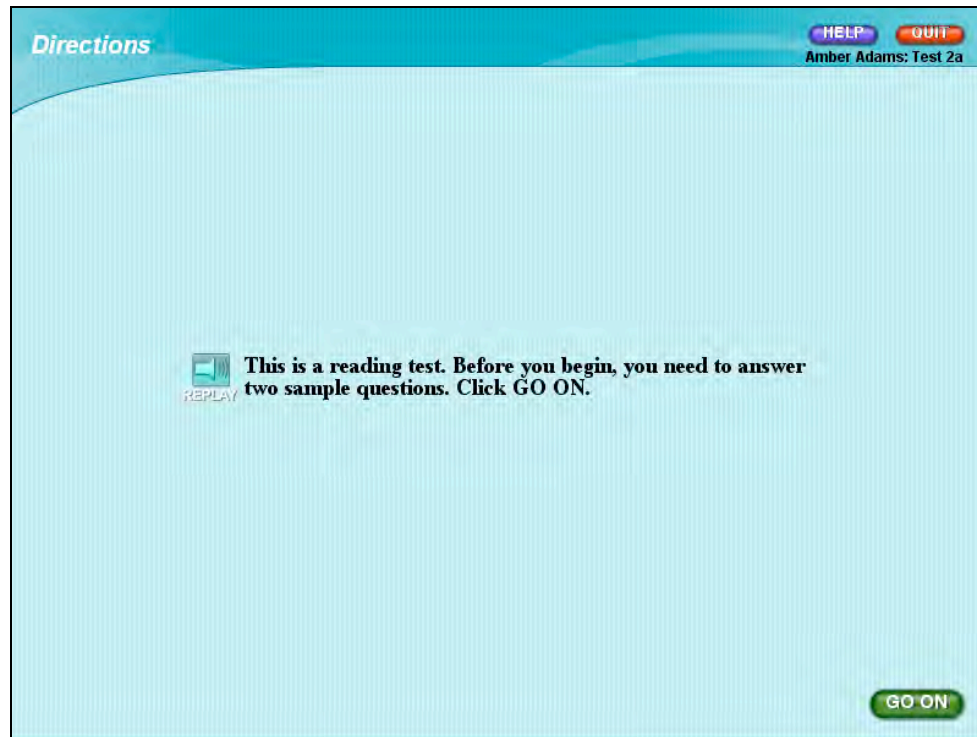 Directions
HELP QUIT
Amber Adams: Test 2a
This is a reading test. Before you begin, you need to answer
REPLAY two sample questions. Click GO ON.
GO ON